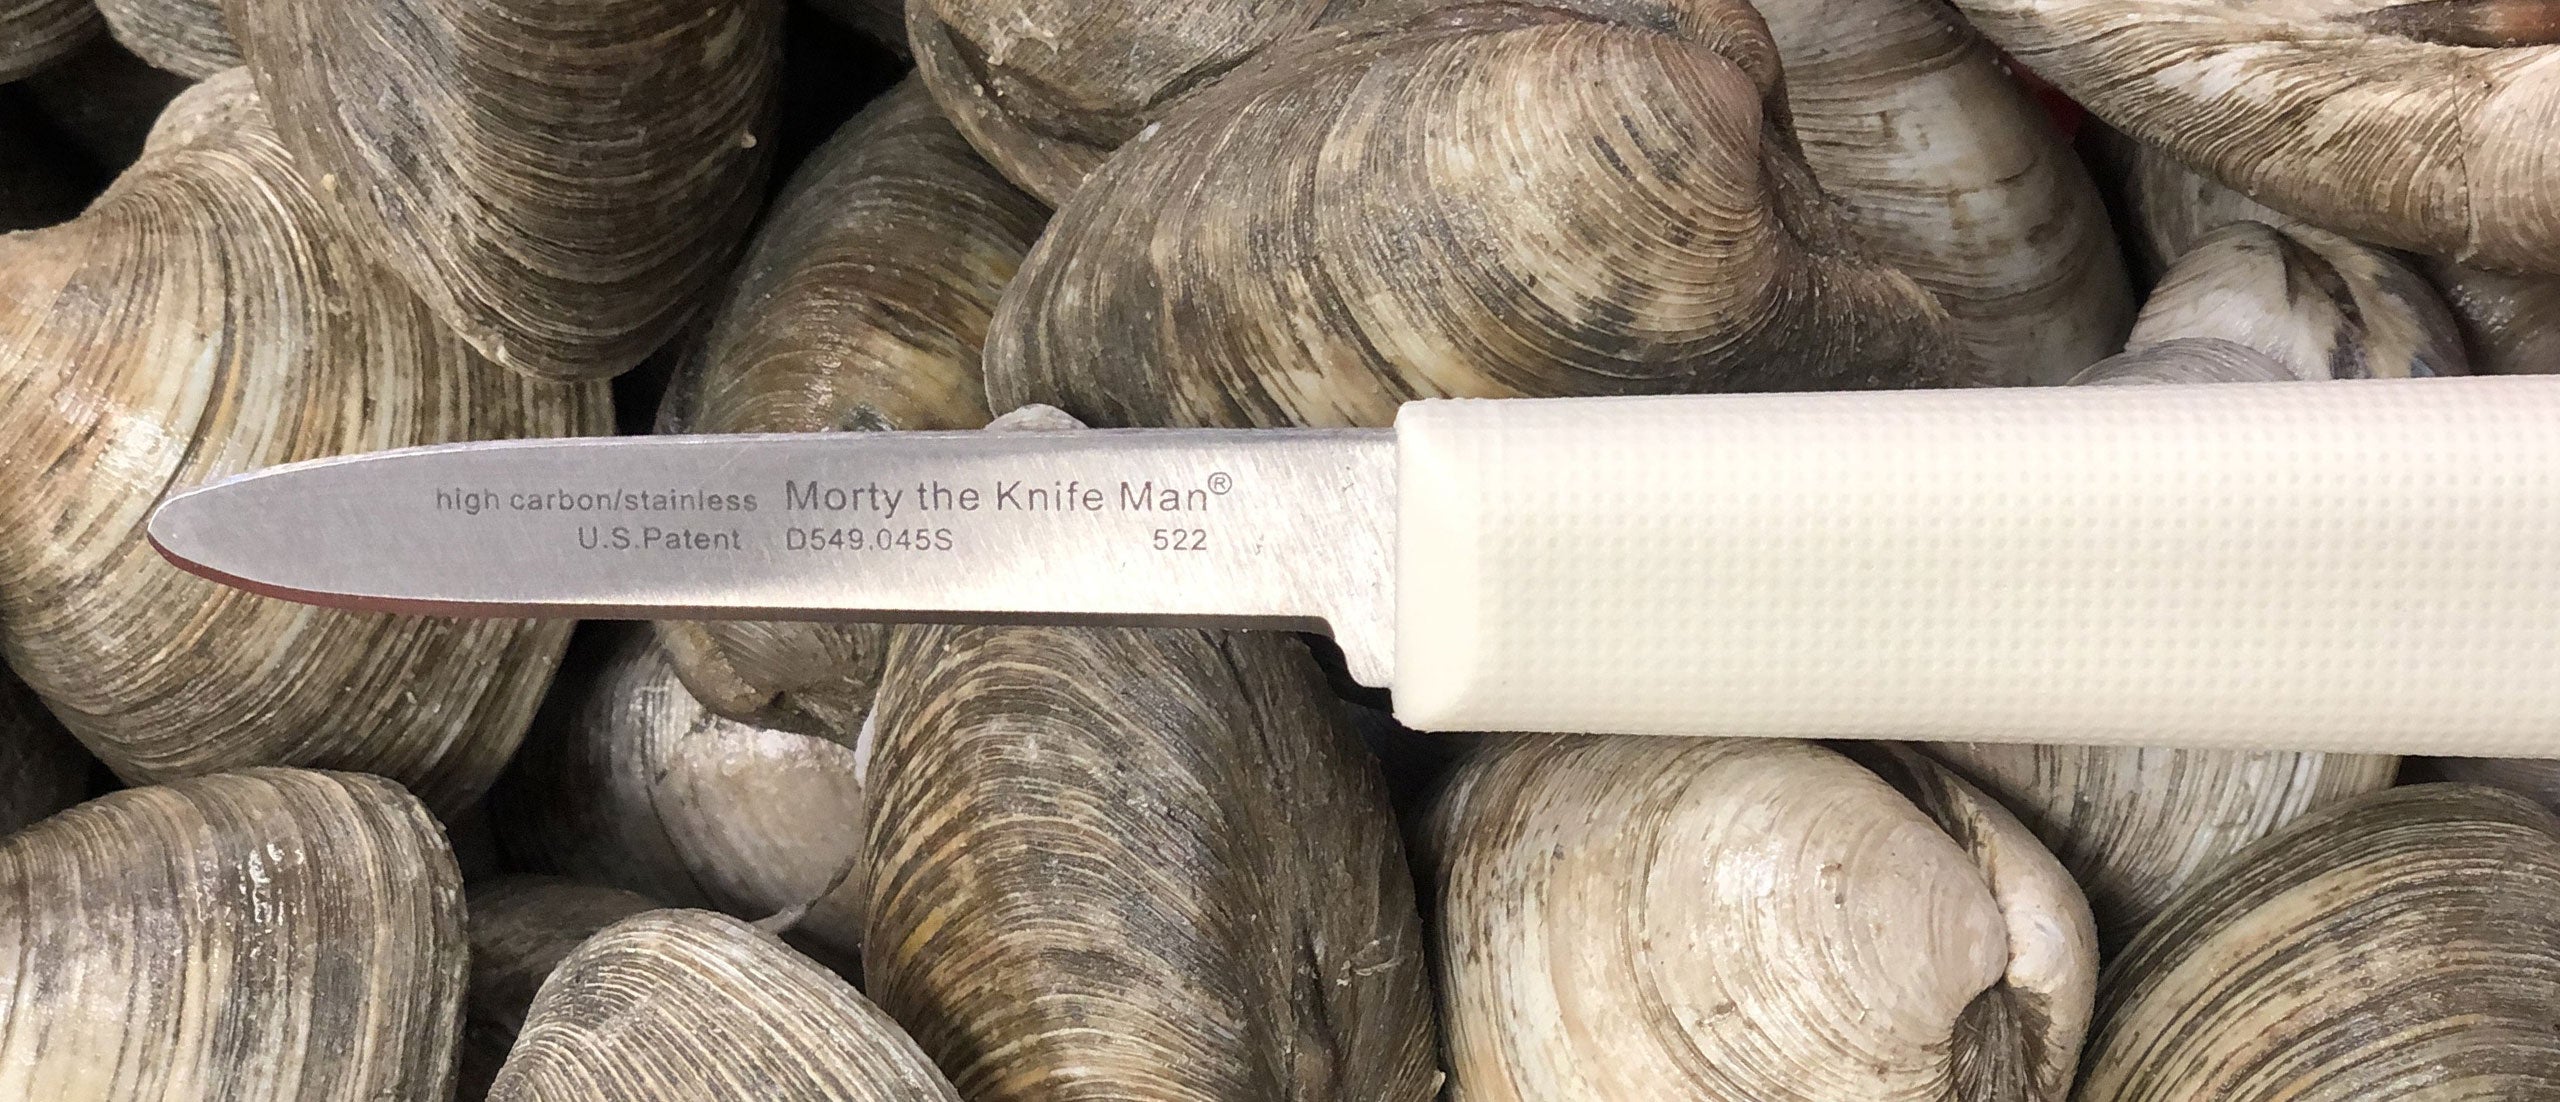 high carbon/stainless Morty the Knife Man®
U.S.Patent D549,045S 522